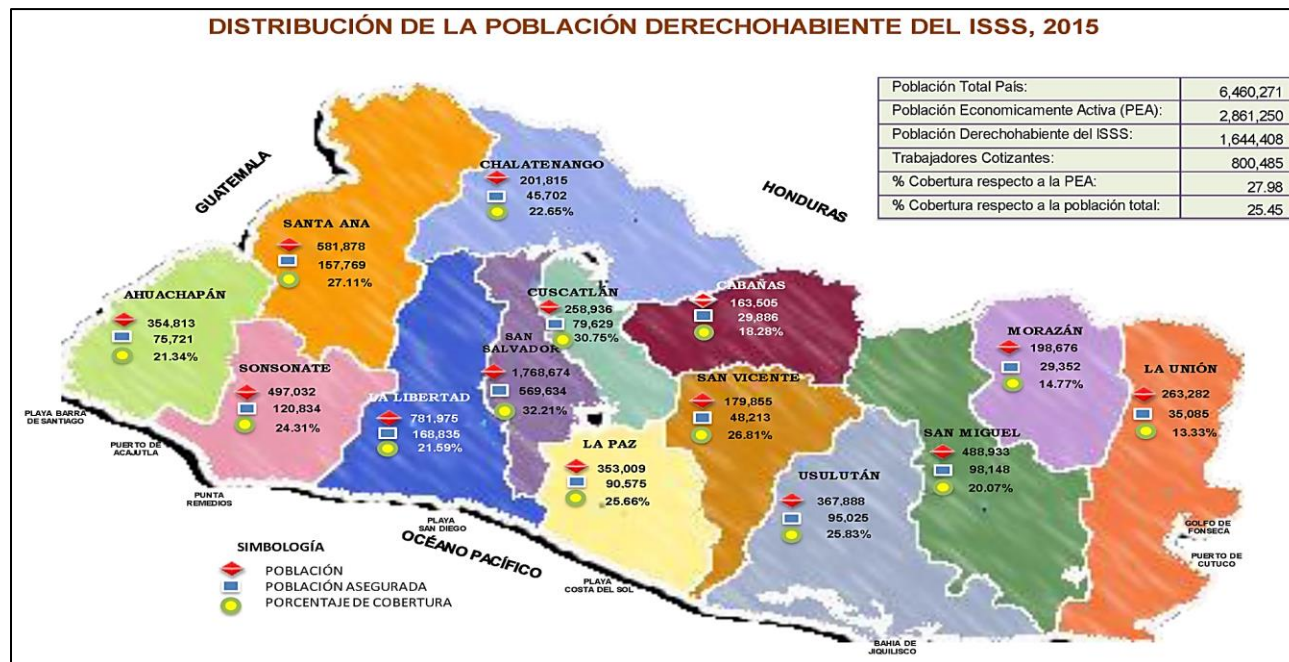 DISTRIBUCIÓN DE LA POBLACIÓN DERECHOHABIENTE DEL ISSS, 2015
Población Total País: 6,460,271
Población Economicamente Activa (PEA): 2,861,250
Población Derechohabiente del ISSS: 1,644,408
Trabajadores Cotizantes: 800,485
% Cobertura respecto a la PEA: 27.98
% Cobertura respecto a la población total: 25.45
GUATEMALA
HONDURAS
CHALATENANGO
201,815
45,702
22.65%
SANTA ANA
581,878
157,769
27.11%
AHUACHAPÁN
354,813
75,721
21.34%
SONSONATE
497,032
120,834
24.31%
LA LIBERTAD
781,975
168,835
21.59%
SAN
SALVADOR
1,768,674
569,634
32.21%
CUSCATLÁN
258,936
79,629
30.75%
CABAÑAS
163,505
29,886
18.28%
SAN VICENTE
179,855
48,213
26.81%
LA PAZ
353,009
90,575
25.66%
USULUTÁN
367,888
95,025
25.83%
SAN MIGUEL
488,933
98,148
20.07%
MORAZÁN
198,676
29,352
14.77%
LA UNIÓN
263,282
35,085
13.33%
PLAYA BARRA
DE SANTIAGO
PUERTO DE
ACAJUTLA
PUNTA
REMEDIOS
PLAYA
SAN DIEGO
OCÉANO PACÍFICO
PLAYA
COSTA DEL SOL
BAHIA DE
JIQUILISCO
GOLFO DE
FONSECA
PUERTO DE
CUTUCO
SIMBOLOGÍA
POBLACIÓN
POBLACIÓN ASEGURADA
PORCENTAJE DE COBERTURA